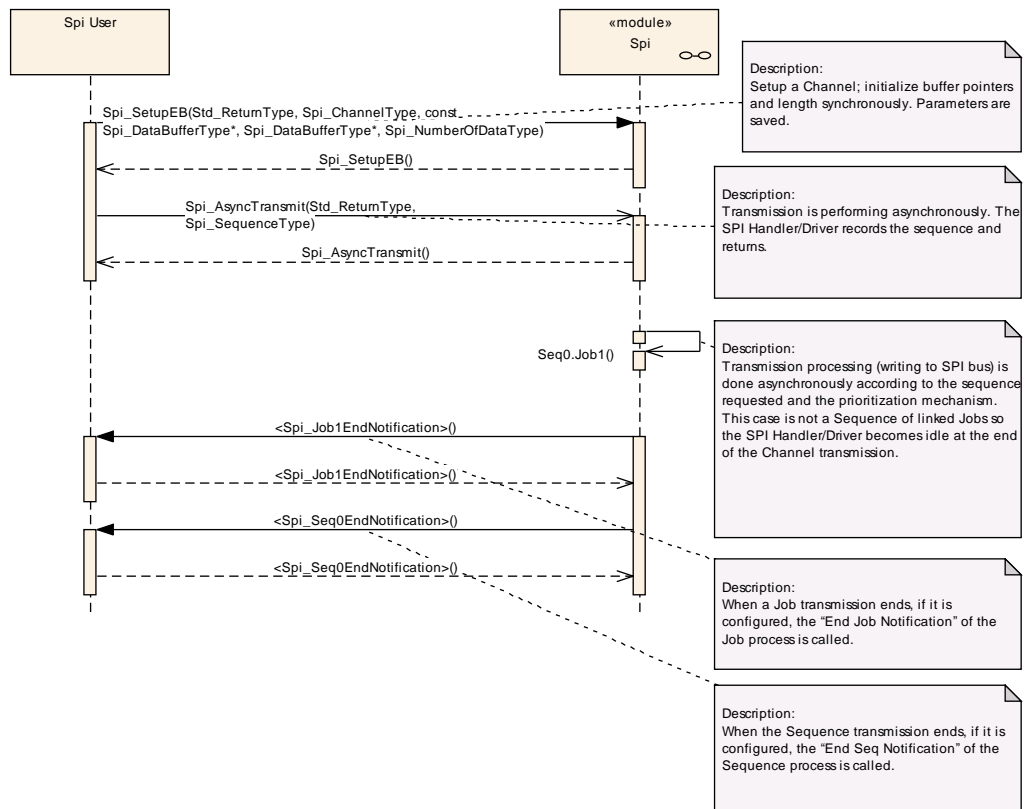 Spi User
«module»
Spi
Description:
Setup a Channel; initialize buffer pointers
and length synchronously. Parameters are
saved.
Spi_SetupEB(Std_ReturnType, Spi_ChannelType, const
Spi_DataBufferType*, Spi_DataBufferType*, Spi_NumberOfDataType)
Spi_SetupEB()
Description:
Transmission is performing asynchronously. The
SPI Handler/Driver records the sequence and
returns.
Spi_AsyncTransmit(Std_ReturnType,
Spi_SequenceType)
Spi_AsyncTransmit()
Seq0.Job1()
Description:
Transmission processing (writing to SPI bus) is
done asynchronously according to the sequence
requested and the prioritization mechanism.
This case is not a Sequence of linked Jobs so
the SPI Handler/Driver becomes idle at the end
of the Channel transmission.
<Spi_Job1EndNotification>()
<Spi_Job1EndNotification>()
<Spi_Seq0EndNotification>()
<Spi_Seq0EndNotification>()
Description:
When a Job transmission ends, if it is
configured, the “End Job Notification” of the
Job process is called.
Description:
When the Sequence transmission ends, if it is
configured, the “End Seq Notification” of the
Sequence process is called.